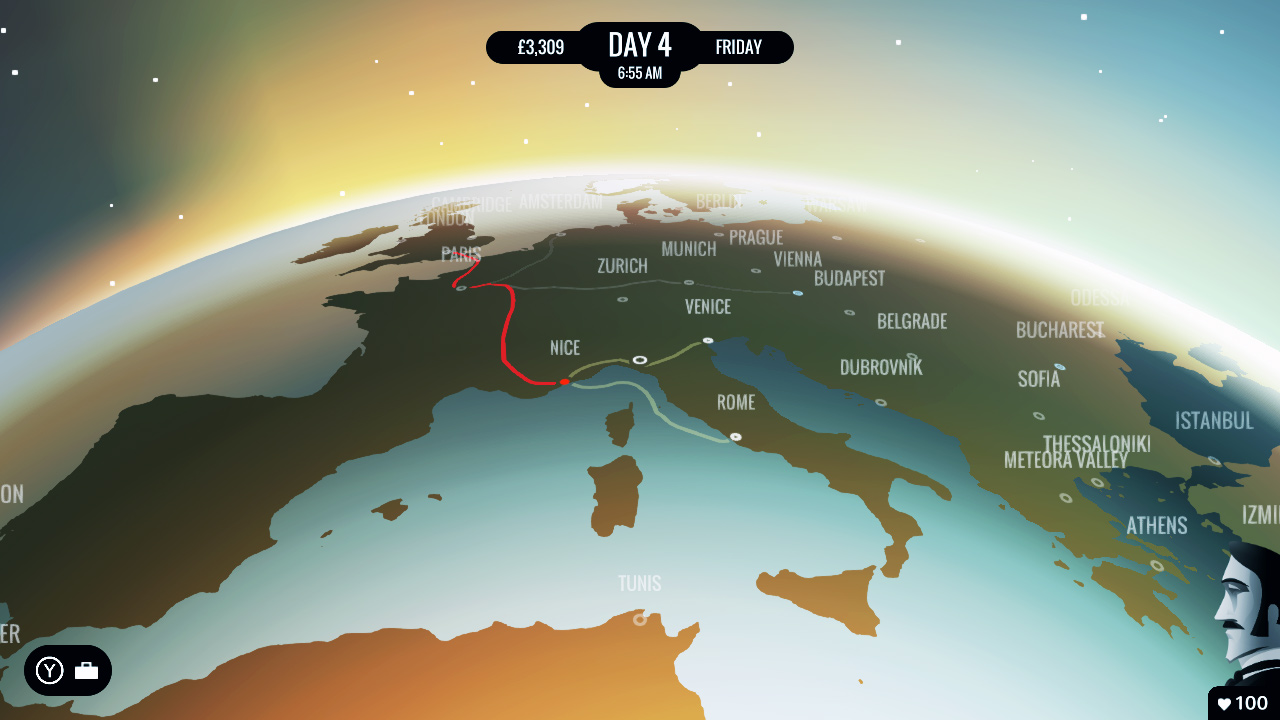 £3,309
DAY 4
FRIDAY
6:55 AM
CAMBRIDGE
AMSTERDAM
BERLIN
LONDON
PARIS
ZURICH
MUNICH
PRAGUE
VIENNA
BUDAPEST
VENICE
ODESSA
BELGRADE
BUCHAREST
NICE
DUBROVNIK
SOFIA
ROME
ISTANBUL
THESSALONIKI
METEORA VALLEY
ON
ATHENS
IZMI
TUNIS
ER
Y
100